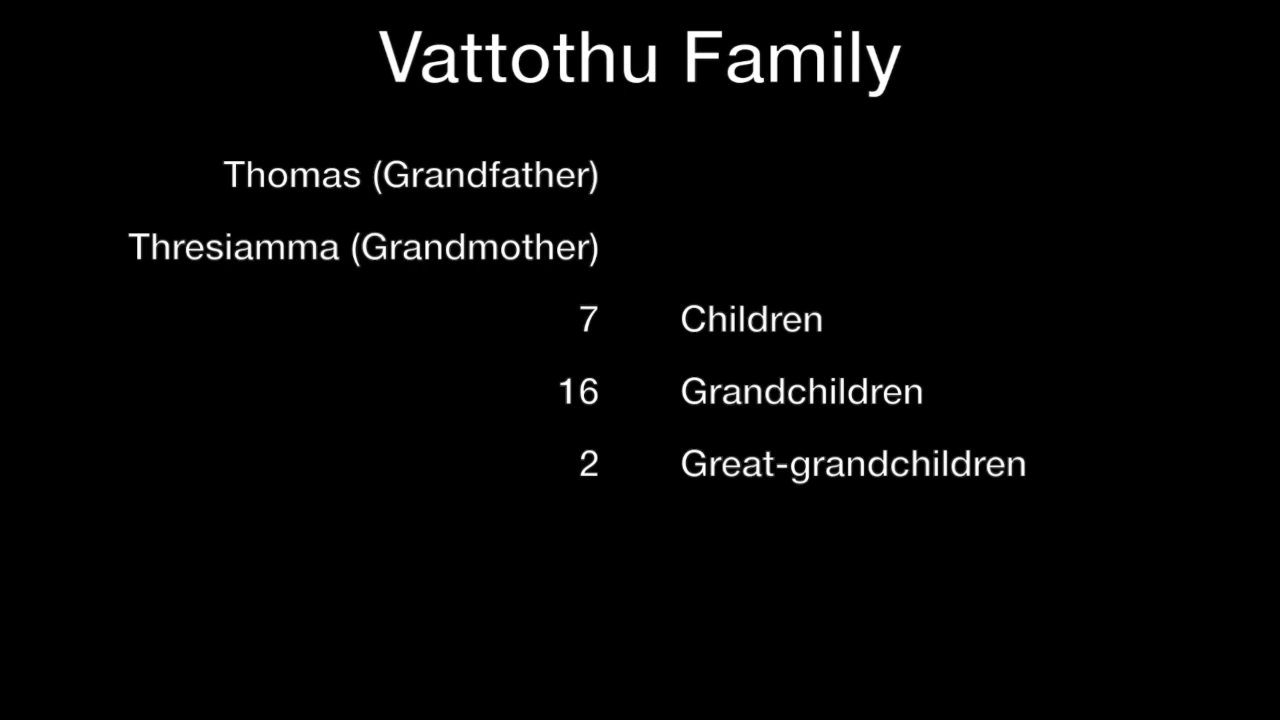 Vattothu Family
Thomas (Grandfather)
Thresiamma (Grandmother)
7 Children
16 Grandchildren
2 Great-grandchildren